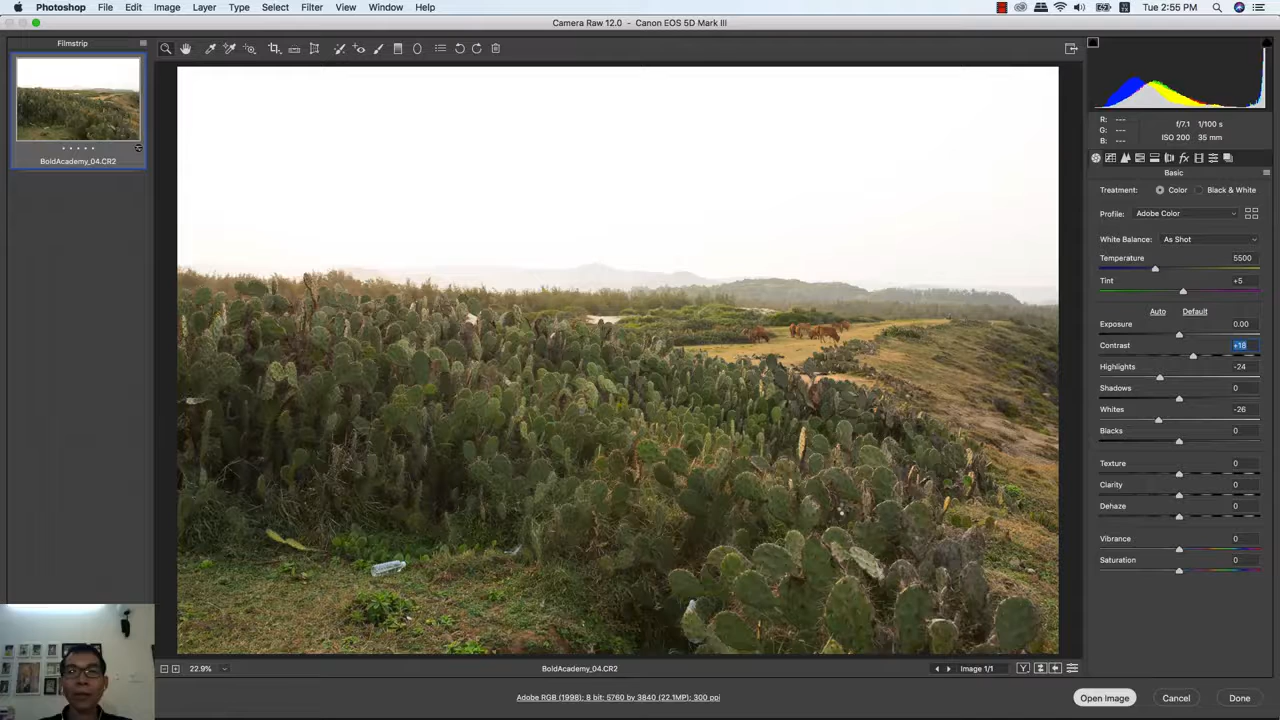 Photoshop File Edit Image Layer Type Select Filter View Window Help Tue 2:55 PM
Camera Raw 12.0 - Canon EOS 5D Mark III
Filmstrip
BoldAcademy_04.CR2
R: ---
G: ---
B: ---
f/7.1 1/100 s
ISO 200 35 mm
Basic
Treatment: Color Black & White
Profile: Adobe Color
White Balance: As Shot
Temperature 5500
Tint +5
Auto Default
Exposure 0.00
Contrast +18
Highlights -24
Shadows 0
Whites -26
Blacks 0
Texture 0
Clarity 0
Dehaze 0
Vibrance 0
Saturation 0
22.9% BoldAcademy_04.CR2 Image 1/1 Y
Adobe RGB (1998); 8 bit; 5760 by 3840 (22.1MP); 300 ppi
Open Image Cancel Done